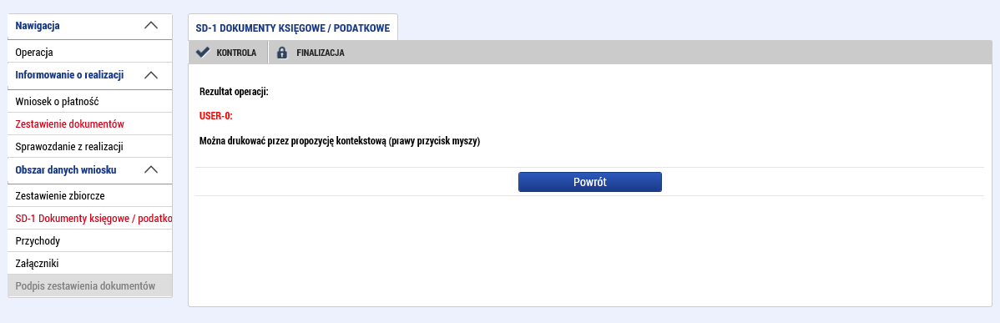 Nawigacja
Operacja
Informowanie o realizacji
Wniosek o płatność
Zestawienie dokumentów
Sprawozdanie z realizacji
Obszar danych wniosku
Zestawienie zbiorcze
SD-1 Dokumenty księgowe / podatko
Przychody
Załączniki
Podpis zestawienia dokumentów
SD-1 DOKUMENTY KSIĘGOWE / PODATKOWE
KONTROLA FINALIZACJA
Rezultat operacji:
USER-0:
Można drukować przez propozycję kontekstową (prawy przycisk myszy)
Powrót